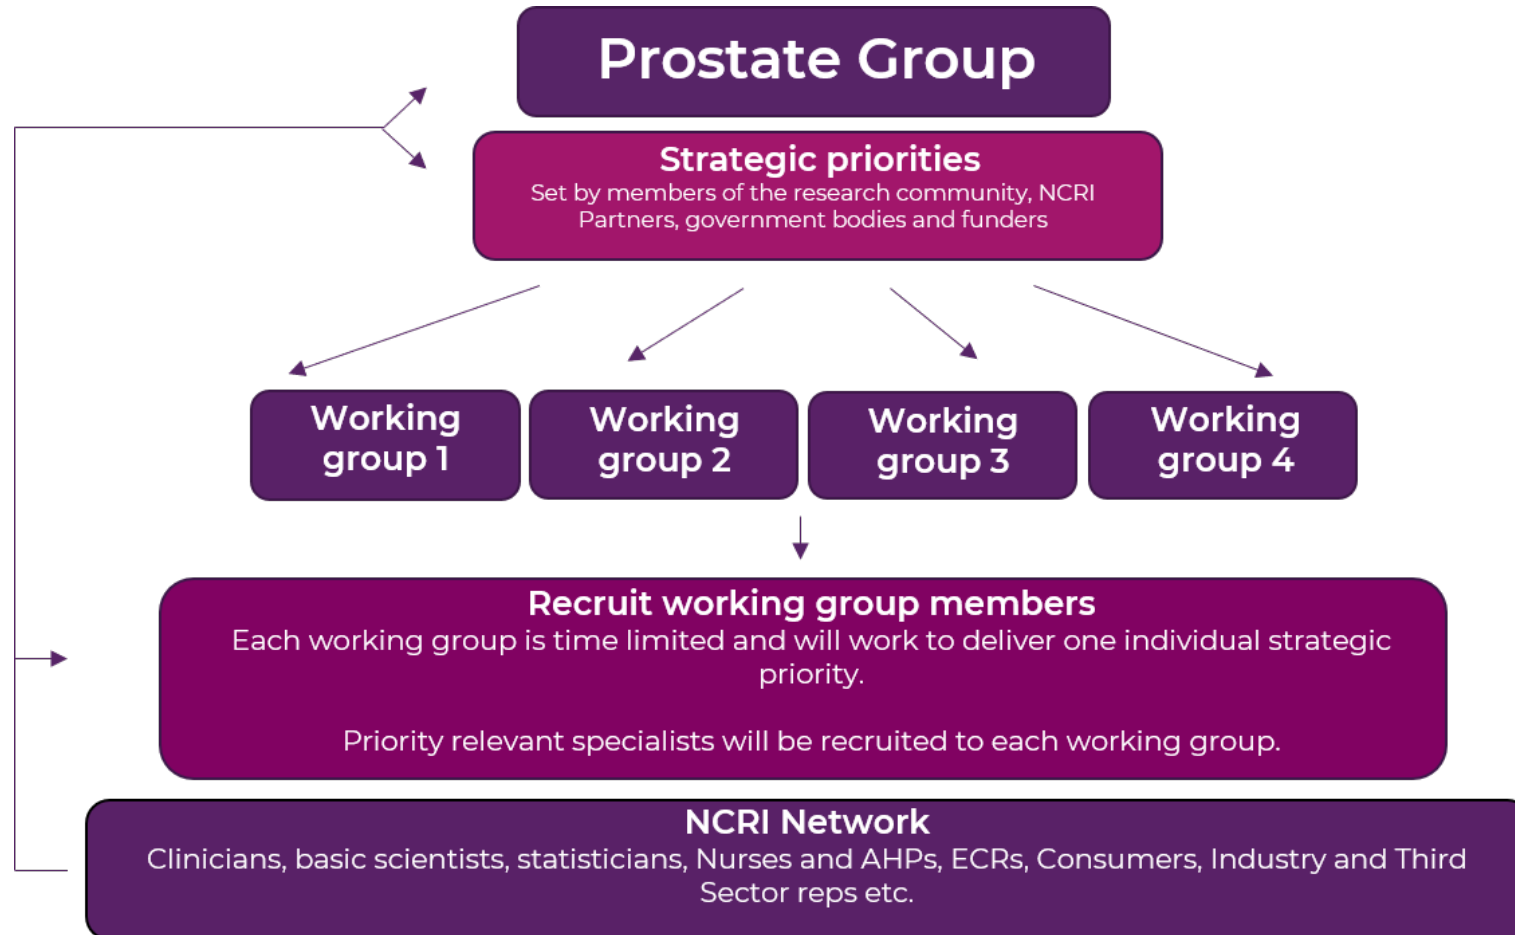 Prostate Group
Strategic priorities
Set by members of the research community, NCRI
Partners, government bodies and funders
Working
group 1
Working
group 2
Working
group 3
Working
group 4
Recruit working group members
Each working group is time limited and will work to deliver one individual strategic
priority.
Priority relevant specialists will be recruited to each working group.
NCRI Network
Clinicians, basic scientists, statisticians, Nurses and AHPs, ECRs, Consumers, Industry and Third
Sector reps etc.